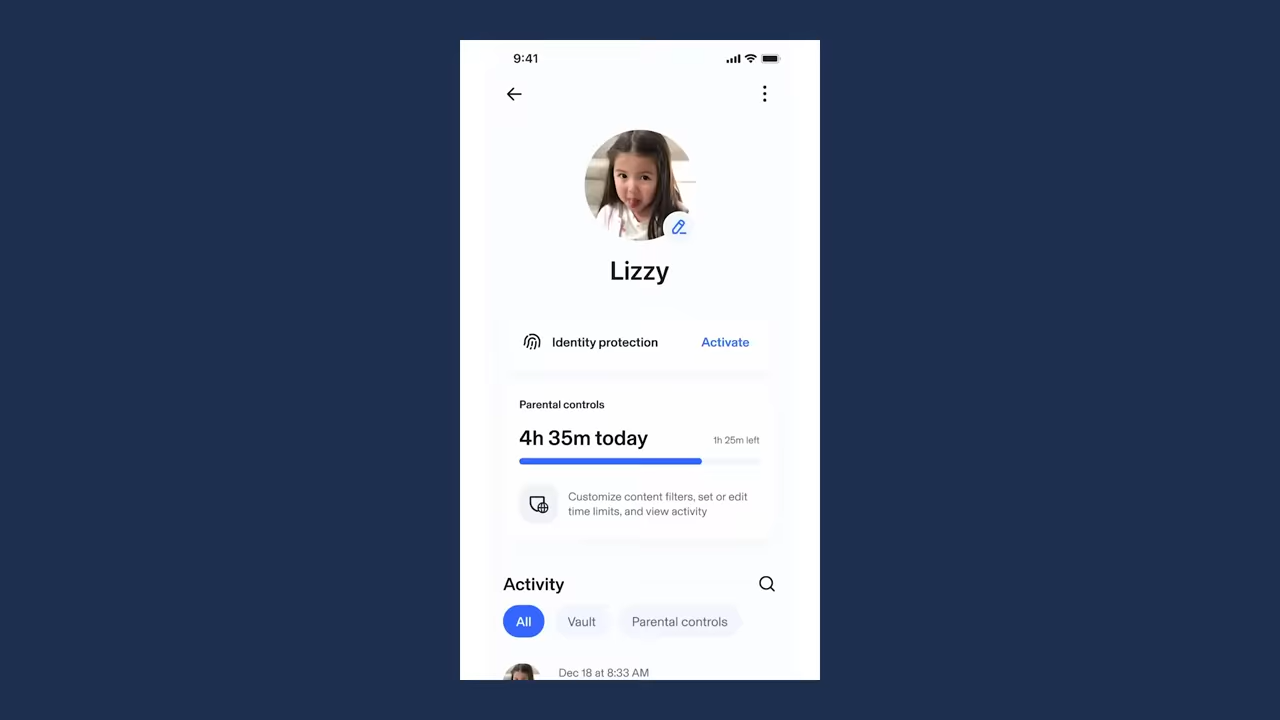 9:41
Lizzy
Identity protection
Activate
Parental controls
4h 35m today
1h 25m left
Customize content filters, set or edit
time limits, and view activity
Activity
All
Vault
Parental controls
Dec 18 at 8:33 AM